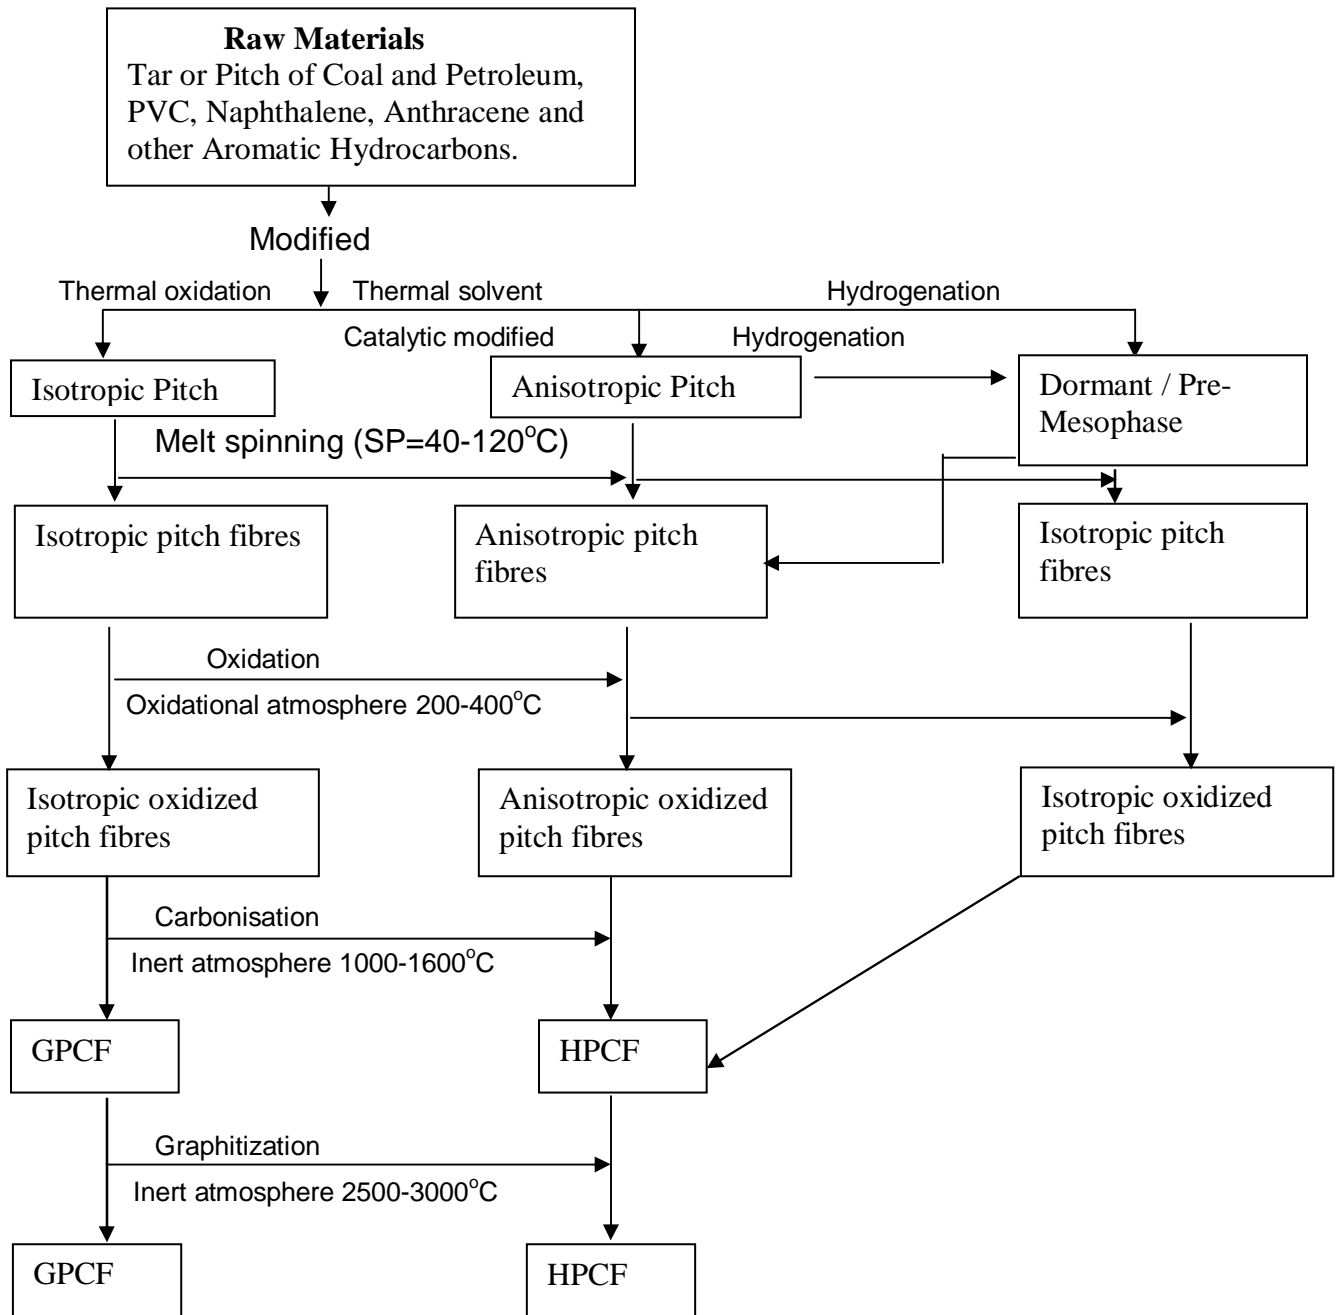 Raw Materials
Tar or Pitch of Coal and Petroleum,
PVC, Naphthalene, Anthracene and
other Aromatic Hydrocarbons.
Modified
Thermal oxidation
Thermal solvent
Hydrogenation
Catalytic modified
Hydrogenation
Isotropic Pitch
Anisotropic Pitch
Dormant / Pre-
Mesophase
Melt spinning (SP=40-120°C)
Isotropic pitch fibres
Anisotropic pitch
fibres
Isotropic pitch
fibres
Oxidation
Oxidational atmosphere 200-400°C
Isotropic oxidized
pitch fibres
Anisotropic oxidized
pitch fibres
Isotropic oxidized
pitch fibres
Carbonisation
Inert atmosphere 1000-1600°C
GPCF
HPCF
Graphitization
Inert atmosphere 2500-3000°C
GPCF
HPCF